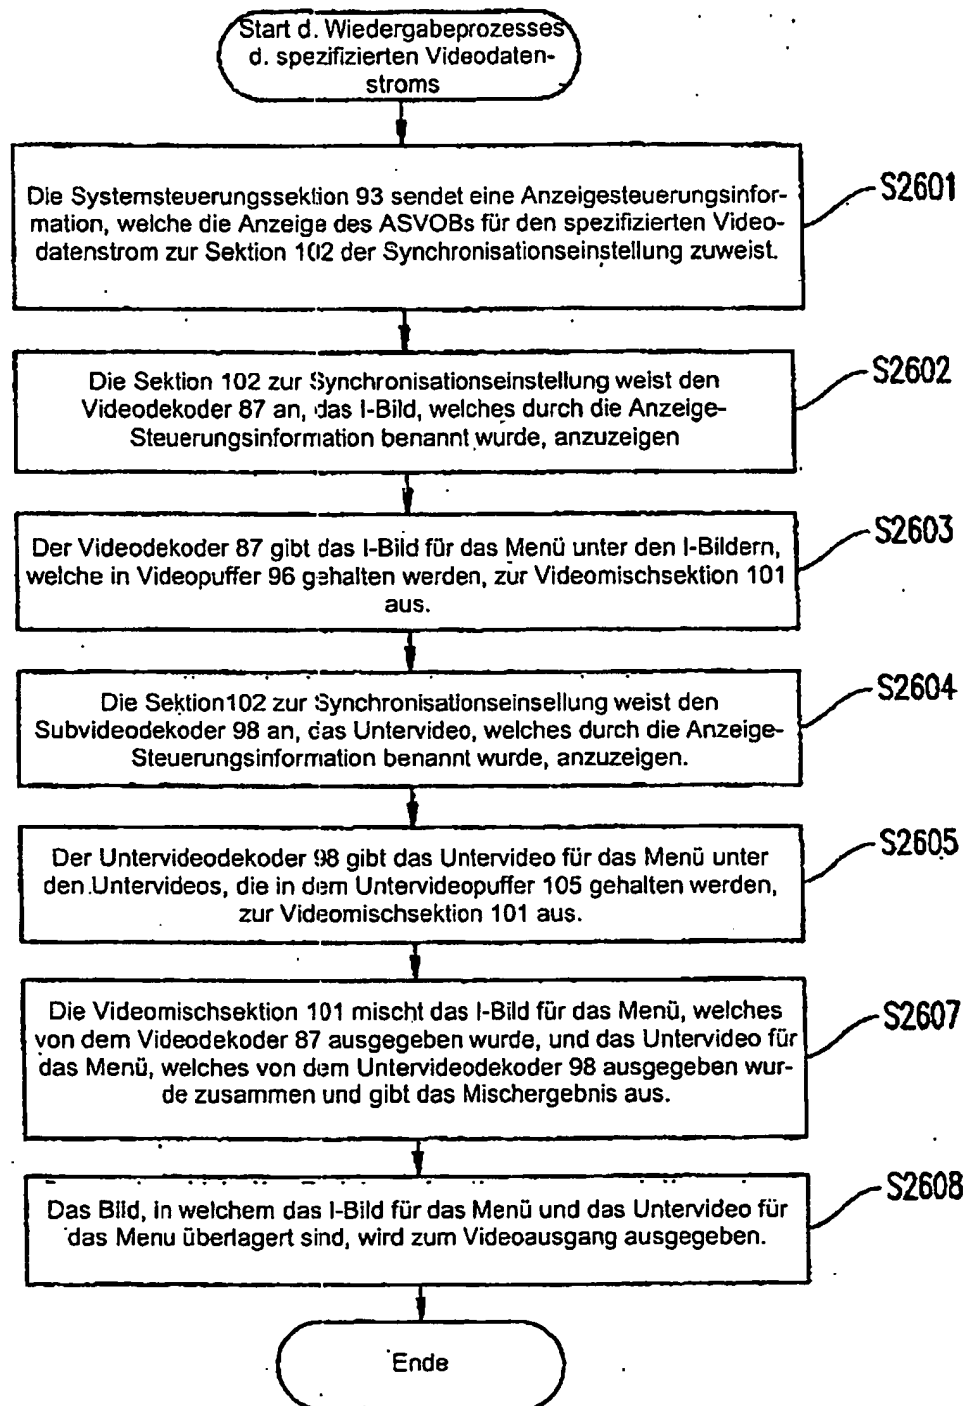 Start d. Wiedergabeprozesses
d. spezifizierten Videodaten-
stroms
Die Systemsteuerungssektion 93 sendet eine Anzeigesteuerungsinfor-
mation, welche die Anzeige des ASVOBs für den spezifizierten Video-
datenstrom zur Sektion 102 der Synchronisationseinstellung zuweist.
S2601
Die Sektion 102 zur Synchronisationseinstellung weist den
Videodekoder 87 an, das I-Bild, welches durch die Anzeige-
Steuerungsinformation benannt wurde, anzuzeigen
S2602
Der Videodekoder 87 gibt das I-Bild für das Menü unter den I-Bildern,
welche in Videopuffer 96 gehalten werden, zur Videomischsektion 101
aus.
S2603
Die Sektion102 zur Synchronisationseinsellung weist den
Subvideodekoder 98 an, das Untervideo, welches durch die Anzeige-
Steuerungsinformation benannt wurde, anzuzeigen.
S2604
Der Untervideodekoder 98 gibt das Untervideo für das Menü unter
den Untervideos, die in dem Untervideopuffer 105 gehalten werden,
zur Videomischsektion 101 aus.
S2605
Die Videomischsektion 101 mischt das I-Bild für das Menü, welches
von dem Videodekoder 87 ausgegeben wurde, und das Untervideo für
das Menü, welches von dem Untervideodekoder 98 ausgegeben wur-
de zusammen und gibt das Mischergebnis aus.
S2607
Das Bild, in welchem das I-Bild für das Menü und das Untervideo für
das Menu überlagert sind, wird zum Videoausgang ausgegeben.
S2608
Ende